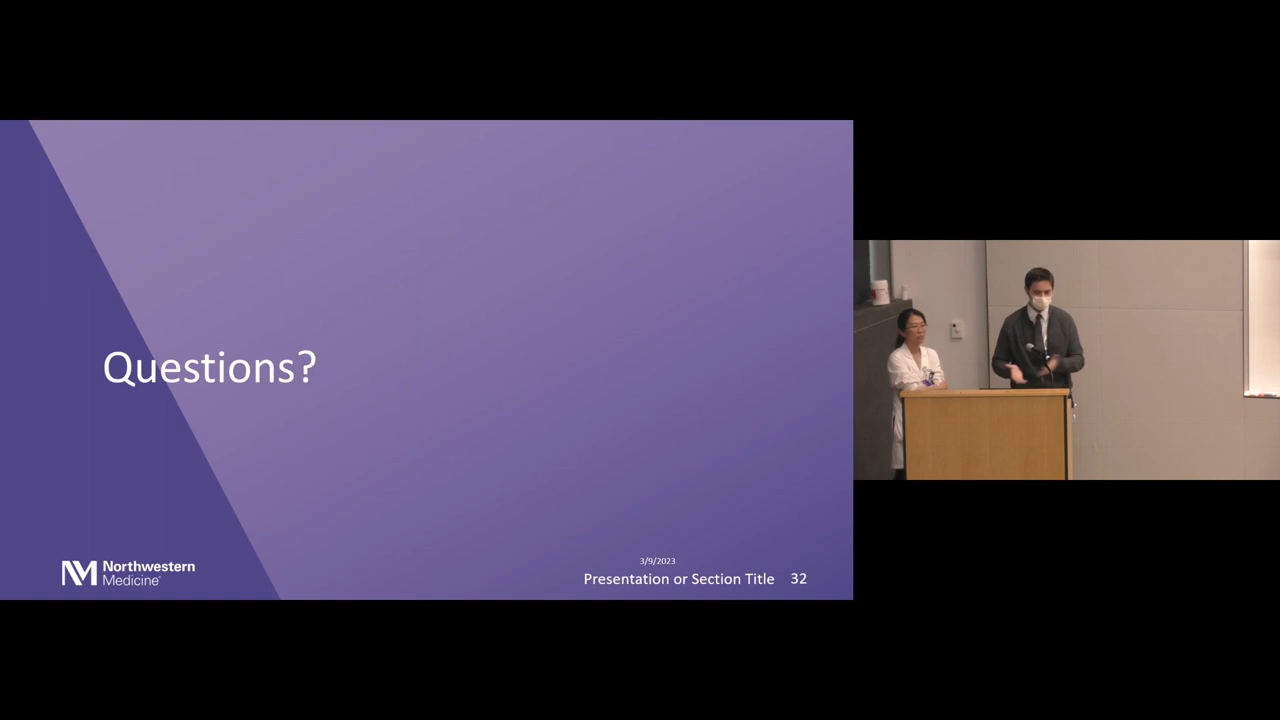 Questions?
Northwestern
Medicine
3/9/2023
Presentation or Section Title 32